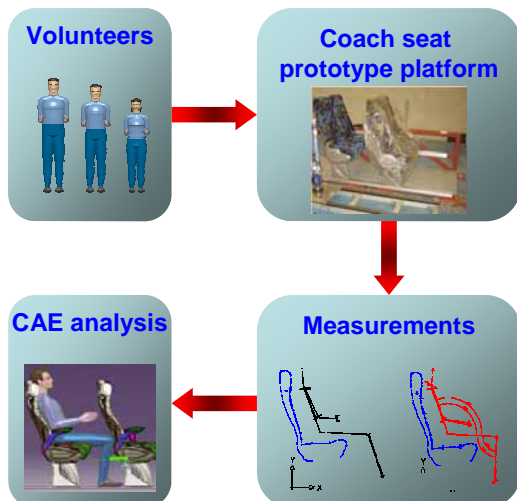 Volunteers
Coach seat
prototype platform
Measurements
Y
X
Y
CAE analysis